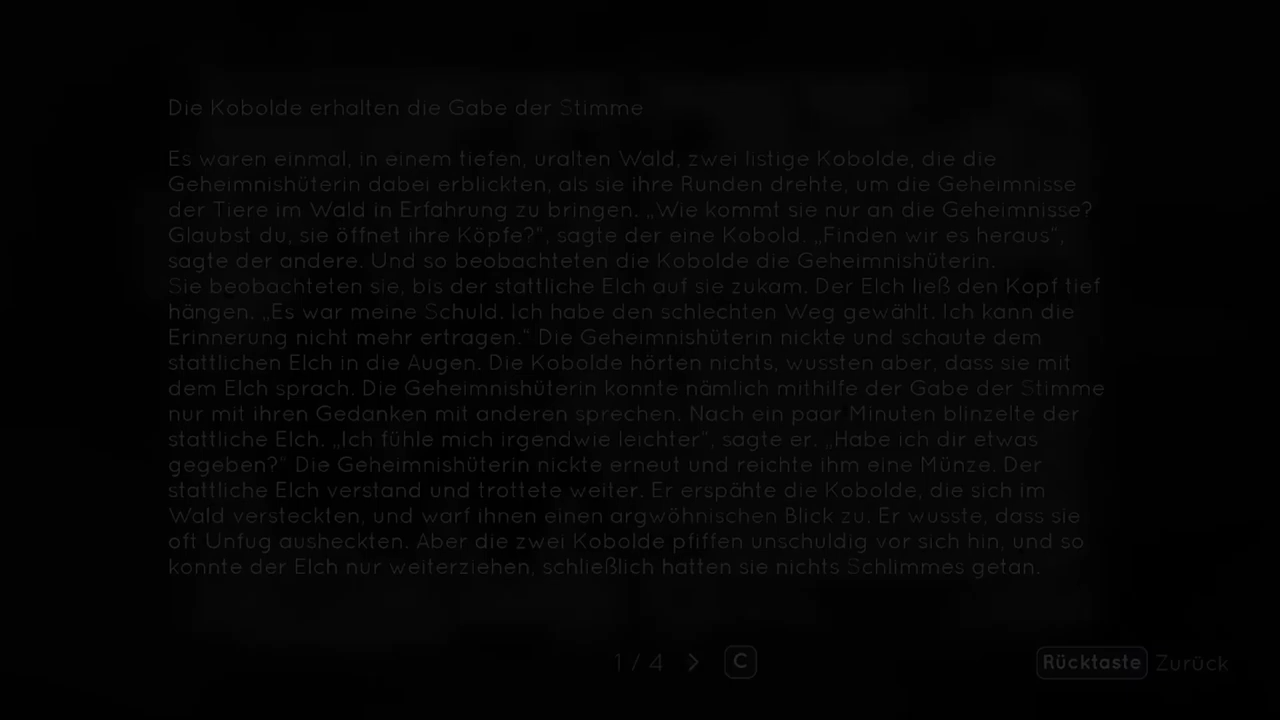 Die Kobolde erhalten die Gabe der Stimme
Es waren einmal, in einem tiefen, uralten Wald, zwei listige Kobolde, die die
Geheimnishüterin dabei erblickten, als sie ihre Runden drehte, um die Geheimnisse
der Tiere im Wald in Erfahrung zu bringen. „Wie kommt sie nur an die Geheimnisse?
Glaubst du, sie öffnet ihre Köpfe?“, sagte der eine Kobold. „Finden wir es heraus“,
sagte der andere. Und so beobachteten die Kobolde die Geheimnishüterin.
Sie beobachteten sie, bis der stattliche Elch auf sie zukam. Der Elch ließ den Kopf tief
hängen. „Es war meine Schuld. Ich habe den schlechten Weg gewählt. Ich kann die
Erinnerung nicht mehr ertragen.“ Die Geheimnishüterin nickte und schaute dem
stattlichen Elch in die Augen. Die Kobolde hörten nichts, wussten aber, dass sie mit
dem Elch sprach. Die Geheimnishüterin konnte nämlich mithilfe der Gabe der Stimme
nur mit ihren Gedanken mit anderen sprechen. Nach ein paar Minuten blinzelte der
stattliche Elch. „Ich fühle mich irgendwie leichter“, sagte er. „Habe ich dir etwas
gegeben?“ Die Geheimnishüterin nickte erneut und reichte ihm eine Münze. Der
stattliche Elch verstand und trottete weiter. Er erspähte die Kobolde, die sich im
Wald versteckten, und warf ihnen einen argwöhnischen Blick zu. Er wusste, dass sie
oft Unfug ausheckten. Aber die zwei Kobolde pfiffen unschuldig vor sich hin, und so
konnte der Elch nur weiterziehen, schließlich hatten sie nichts Schlimmes getan.
1 / 4 > C
Rücktaste Zurück